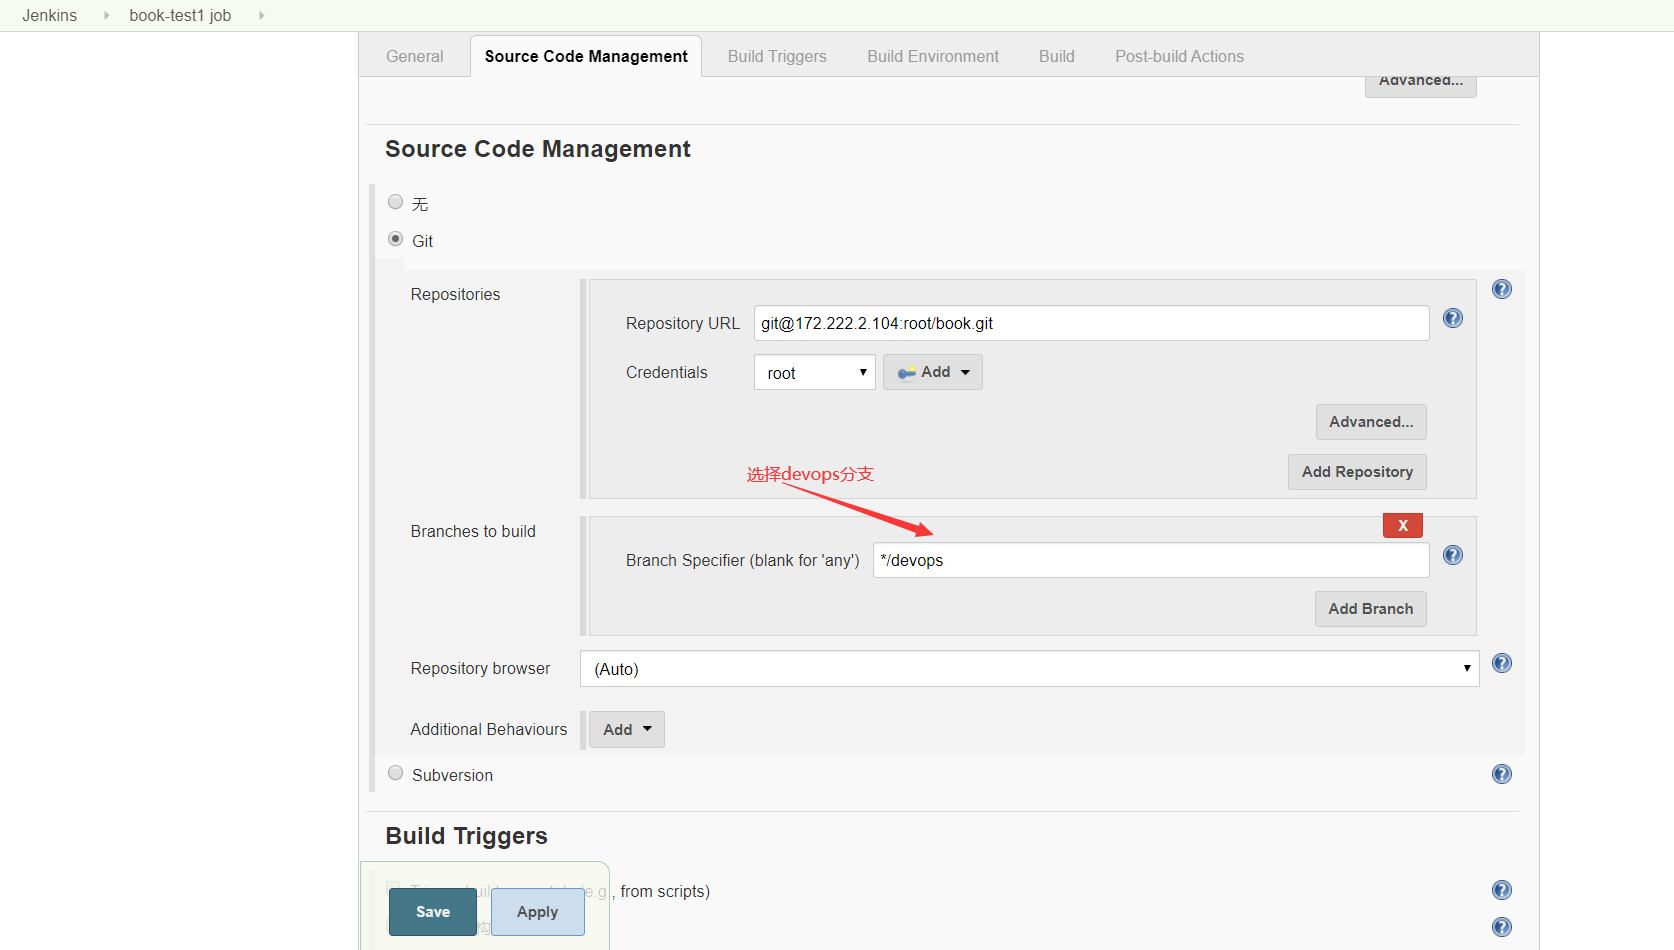 Jenkins book-test1 job
General Source Code Management Build Triggers Build Environment Build Post-build Actions
Advanced...
Source Code Management
无
Git
Repositories
Repository URL git@172.222.2.104:root/book.git
Credentials root Add
Advanced...
选择devops分支
Add Repository
Branches to build
X
Branch Specifier (blank for 'any') */devops
Add Branch
Repository browser (Auto)
Additional Behaviours Add
Subversion
Build Triggers
from scripts)
Save Apply